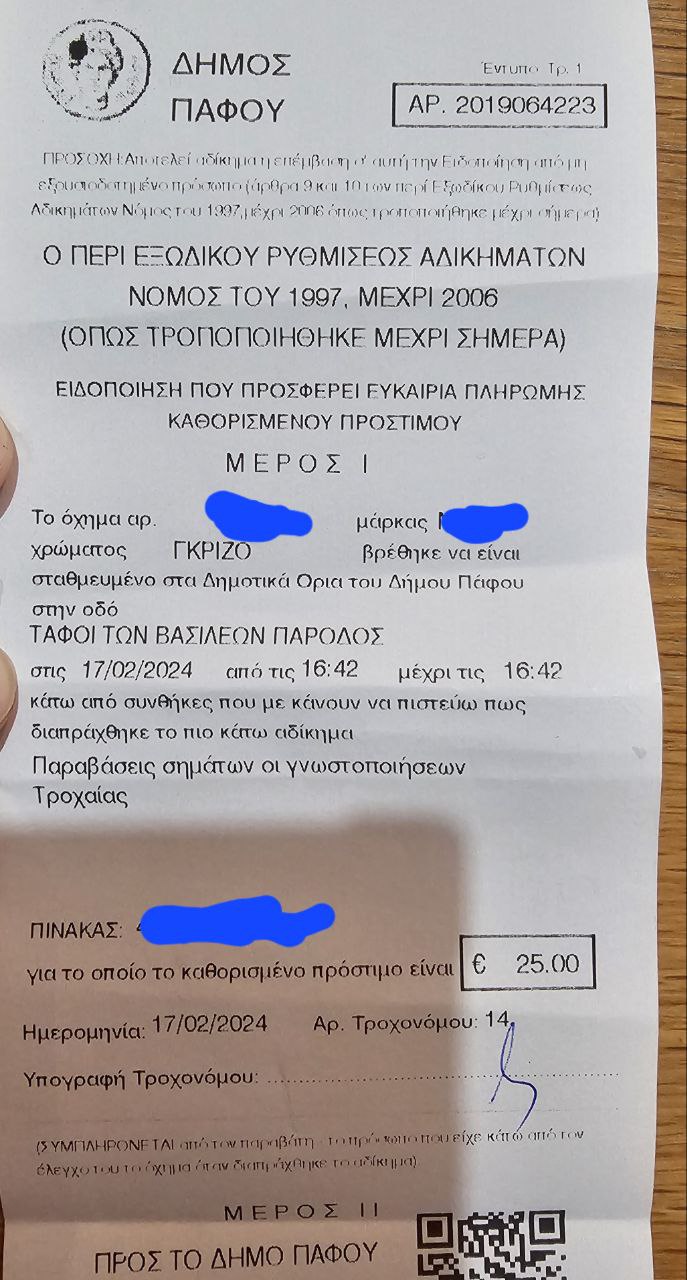 ΔΗΜΟΣ
ΠΑΦΟΥ
Έντυπο Τρ. 1
ΑΡ. 2019064223
ΠΡΟΣΟΧΗ:Αποτελεί αδίκημα η επέμβαση σ' αυτή την Ειδοποίηση από μη
εξουσιοδοτημένο πρόσωπο (άρθρα 9 και 10 των περί Εξωδίκου Ρυθμίσεως
Αδικημάτων Νόμος του 1997,μέχρι 2006 όπως τροποποιήθηκε μέχρι σήμερα)
Ο ΠΕΡΙ ΕΞΩΔΙΚΟΥ ΡΥΘΜΙΣΕΩΣ ΑΔΙΚΗΜΑΤΩΝ
ΝΟΜΟΣ ΤΟΥ 1997, ΜΕΧΡΙ 2006
(ΟΠΩΣ ΤΡΟΠΟΠΟΙΗΘΗΚΕ ΜΕΧΡΙ ΣΗΜΕΡΑ)
ΕΙΔΟΠΟΙΗΣΗ ΠΟΥ ΠΡΟΣΦΕΡΕΙ ΕΥΚΑΙΡΙΑ ΠΛΗΡΩΜΗΣ
ΚΑΘΟΡΙΣΜΕΝΟΥ ΠΡΟΣΤΙΜΟΥ
ΜΕΡΟΣ Ι
Το όχημα αρ. μάρκας
χρώματος ΓΚΡΙΖΟ βρέθηκε να είναι
σταθμευμένο στα Δημοτικά Ορια του Δήμου Πάφου
στην οδό
ΤΑΦΟΙ ΤΩΝ ΒΑΣΙΛΕΩΝ ΠΑΡΟΔΟΣ
στις 17/02/2024 από τις 16:42 μέχρι τις 16:42
κάτω από συνθήκες που με κάνουν να πιστεύω πως
διαπράχθηκε το πιο κάτω αδίκημα
Παραβάσεις σημάτων οι γνωστοποιήσεων
Τροχαίας
ΠΙΝΑΚΑΣ:
για το οποίο το καθορισμένο πρόστιμο είναι € 25.00
Ημερομηνία: 17/02/2024 Αρ. Τροχονόμου: 14
Υπογραφή Τροχονόμου:
(ΣΥΜΠΛΗΡΟΝΕΤΑΙ από τον παραβάτη - το πρόσωπο που είχε κάτω από τον
έλεγχο του το όχημα όταν διαπράχθηκε το αδίκημα).
ΜΕΡΟΣ ΙΙ
ΠΡΟΣ ΤΟ ΔΗΜΟ ΠΑΦΟΥ